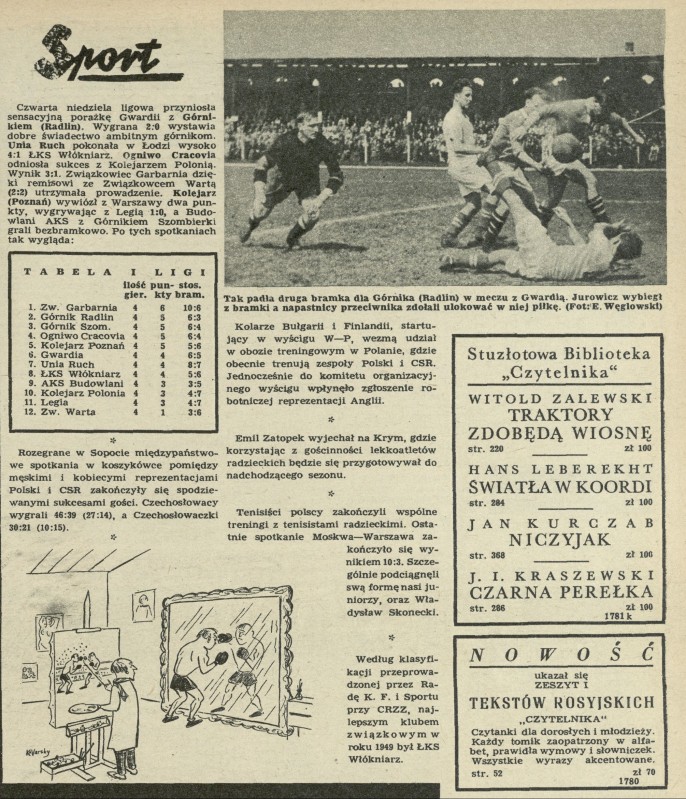 Sport
Czwarta niedziela ligowa przyniosła
sensacyjną porażkę Gwardii z Górni-
kiem (Radlin). Wygrana 2:0 wystawia
dobre świadectwo ambitnym górnikom.
Unia Ruch pokonała w Łodzi wysoko
4:1 ŁKS Włókniarz. Ogniwo Cracovia
odniosła sukces z Kolejarzem Polonią.
Wynik 3:1. Związkowiec Garbarnia dzię-
ki remisowi ze Związkowcem Wartą
(2:2) utrzymała prowadzenie. Kolejarz
(Poznań) wywiózł z Warszawy dwa pun-
kty, wygrywając z Legią 1:0, a Budo-
wlani AKS z Górnikiem Szombierki
grali bezbramkowo. Po tych spotkaniach
tak wygląda:
TABELA I LIGI
ilość pun- stos.
gier. kty bram.
1. Zw. Garbarnia 4 6 10:6
2. Górnik Radlin 4 5 6:3
3. Górnik Szom. 4 5 6:4
4. Ogniwo Cracovia 4 5 6:4
5. Kolejarz Poznań 4 5 5:6
6. Gwardia 4 4 6:5
7. Unia Ruch 4 4 8:7
8. ŁKS Włókniarz 4 4 5:6
9. AKS Budowlani 4 3 3:5
10. Kolejarz Polonia 4 3 4:7
11. Legia 4 3 4:7
12. Zw. Warta 4 1 3:6
*
Rozegrane w Sopocie międzypaństwo-
we spotkania w koszykówce pomiędzy
męskimi i kobiecymi reprezentacjami
Polski i CSR zakończyły się spodzie-
wanymi sukcesami gości. Czechosłowacy
wygrali 46:39 (27:14), a Czechosłowaczki
30:21 (10:15).
Tak padła druga bramka dla Górnika (Radlin) w meczu z Gwardią. Jurowicz wybiegł
z bramki a napastnicy przeciwnika zdołali ulokować w niej piłkę. (Fot: E. Węglowski)
Kolarze Bułgarii i Finlandii, startu-
jący w wyścigu W—P, wezmą udział
w obozie treningowym w Polanie, gdzie
obecnie trenują zespoły Polski i CSR.
Jednocześnie do komitetu organizacyj-
nego wyścigu wpłynęło zgłoszenie ro-
botniczej reprezentacji Anglii.
*
Emil Zatopek wyjechał na Krym, gdzie
korzystając z gościnności lekkoatletów
radzieckich będzie się przygotowywał do
nadchodzącego sezonu.
*
Tenisiści polscy zakończyli wspólne
treningi z tenisistami radzieckimi. Osta-
tnie spotkanie Moskwa—Warszawa za-
kończyło się wy-
nikiem 10:3. Szcze-
gólnie podciągnęli
swą formę nasi ju-
niorzy, oraz Wła-
dysław Skonecki.
*
Według klasyfi-
kacji przeprowa-
dzonej przez Ra-
dę K. F. i Sportu
przy CRZZ, naj-
lepszym klubem
związkowym w
roku 1949 był ŁKS
Włókniarz.
Stuzłotowa Biblioteka
„Czytelnika“
WITOLD ZALEWSKI
TRAKTORY
ZDOBĘDĄ WIOSNĘ
str. 220 zł 100
HANS LEBEREKHT
ŚWIATŁA W KOORDI
str. 284 zł 100
JAN KURCZAB
NICZYJAK
str. 368 zł 100
J. I. KRASZEWSKI
CZARNA PEREŁKA
str. 286 zł 100
1781 k
NOWOŚĆ
ukazał się
ZESZYT I
TEKSTÓW ROSYJSKICH
„CZYTELNIKA“
Czytanki dla dorosłych i młodzieży.
Każdy tomik zaopatrzony w alfa-
bet, prawidła wymowy i słowniczek.
Wszystkie wyrazy akcentowane.
str. 52 zł 70
1780